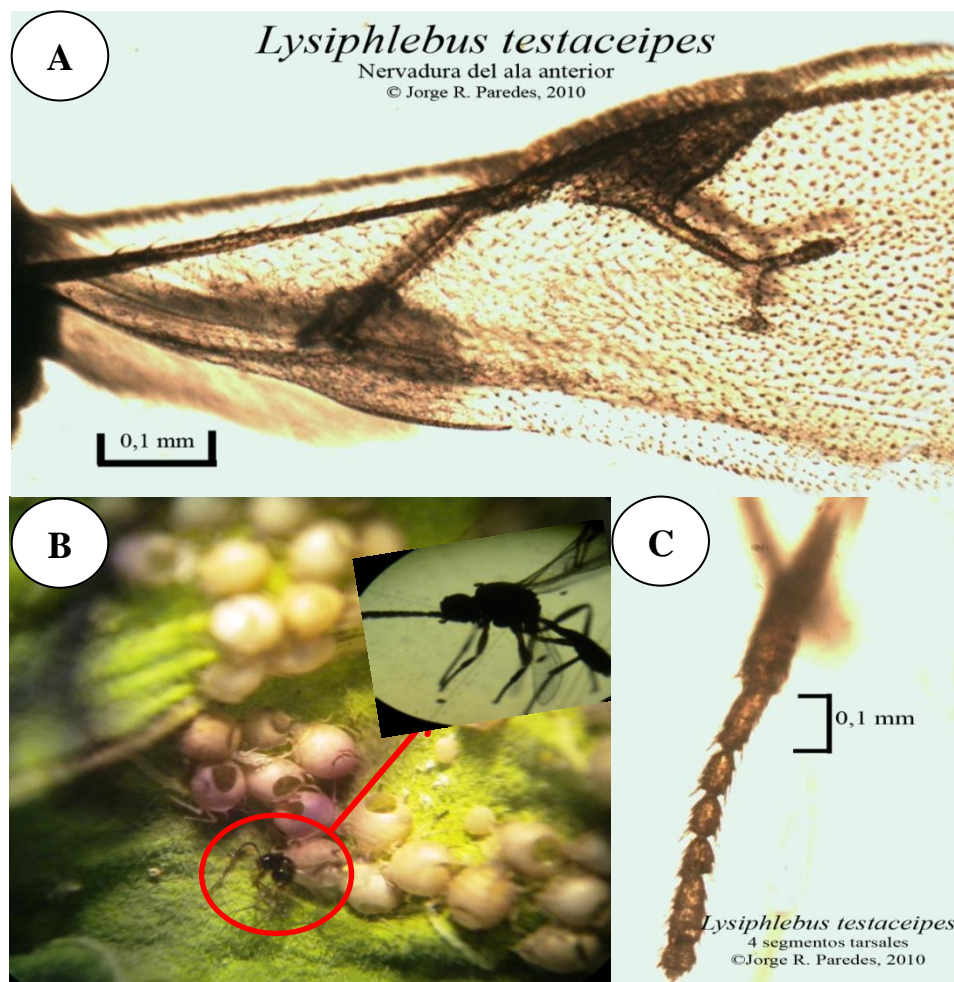 A
Lysiphlebus testaceipes
Nervadura del ala anterior
© Jorge R. Paredes, 2010
0,1 mm
B
C
0,1 mm
Lysiphlebus testaceipes
4 segmentos tarsales
©Jorge R. Paredes, 2010